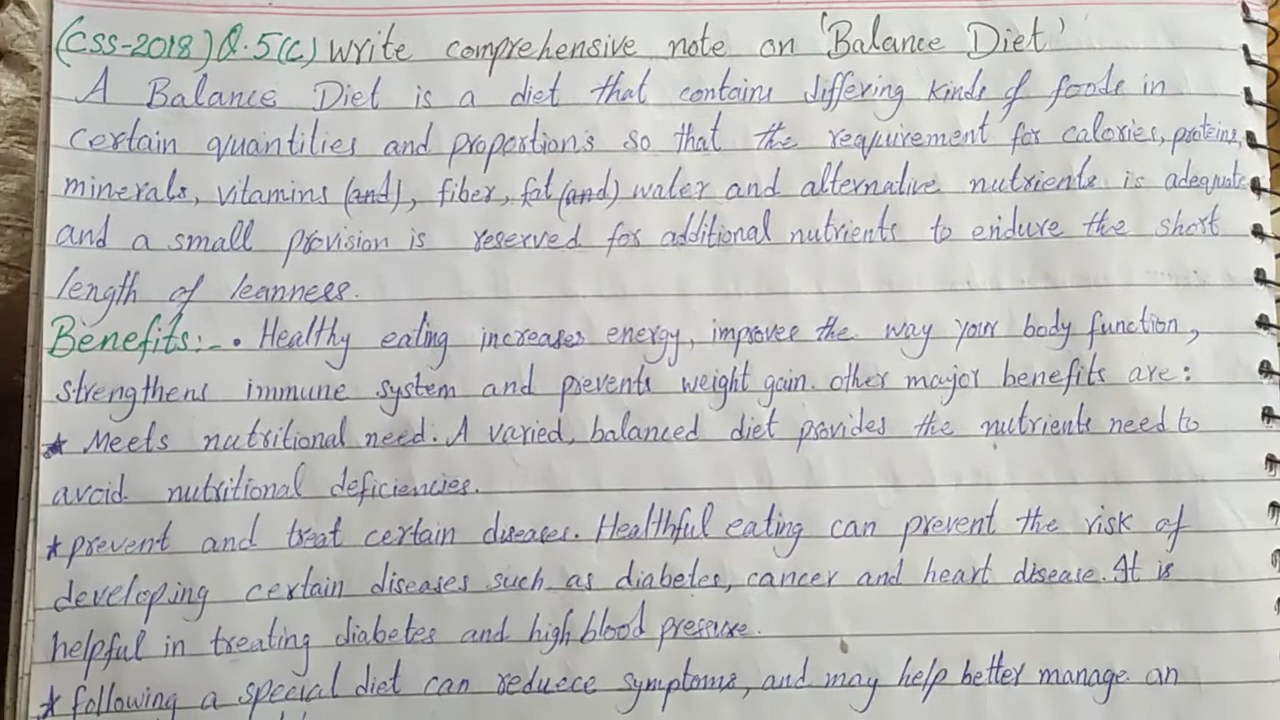 (CSS-2018) Q.5(C) Write comprehensive note on 'Balance Diet'
A Balance Diet is a diet that contains differing kinds of foods in
certain quantities and proportions so that the requirement for calories, proteins,
minerals, vitamins (and), fiber, fat (and) water and alternative nutrients is adequate
and a small provision is reserved for additional nutrients to endure the short
length of leanness.
Benefits:- • Healthy eating increases energy, improves the way your body function,
strengthens immune system and prevents weight gain. other major benefits are:
* Meets nutritional need. A varied, balanced diet provides the nutrients need to
avoid nutritional deficiencies.
* prevent and treat certain diseases. Healthful eating can prevent the risk of
developing certain diseases such as diabetes, cancer and heart disease. It is
helpful in treating diabetes and high blood pressure.
* following a special diet can reduece symptoms, and may help better manage an